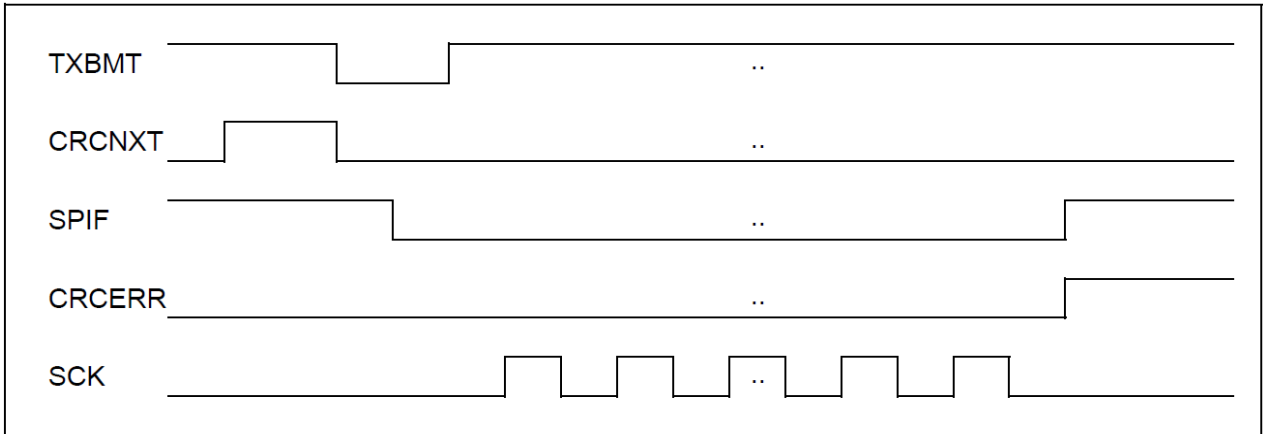 TXBMT ..
CRCNXT ..
SPIF ..
CRCERR ..
SCK ..